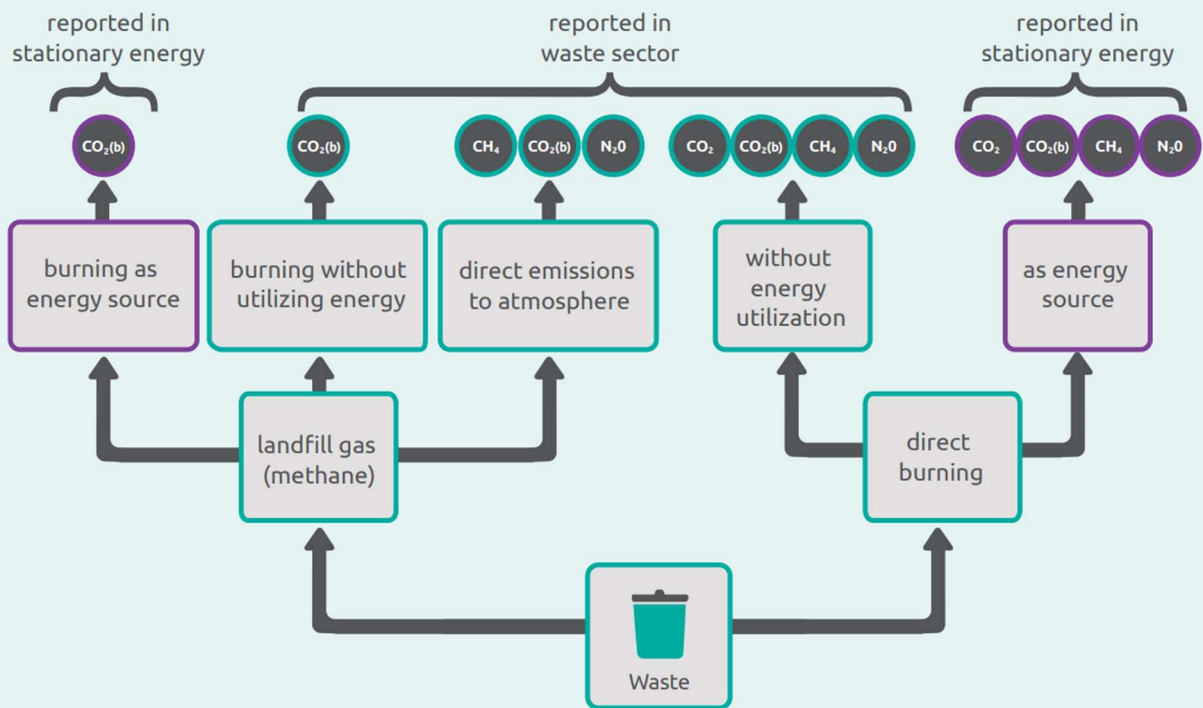 reported in
stationary energy
reported in
waste sector
reported in
stationary energy
CO₂(b)
CO₂(b)
CH₄
CO₂(b)
N₂0
CO₂
CO₂(b)
CH₄
N₂0
CO₂
CO₂(b)
CH₄
N₂0
burning as
energy source
burning without
utilizing energy
direct emissions
to atmosphere
without
energy
utilization
as energy
source
landfill gas
(methane)
direct
burning
Waste